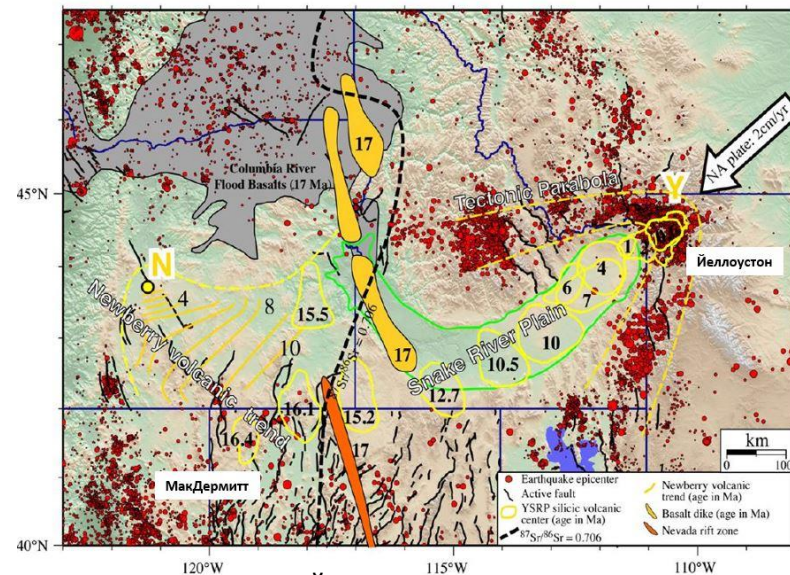 NA plate: 2cm/yr
Columbia River
Flood Basalts (17 Ma)
17
45°N
Tectonic Parabola
Y
N
1
Йеллоустон
4
8
15.5
6
4
7
Newberry volcanic trend
10
⁸⁷Sr/⁸⁶Sr = 0.706
17
Snake River Plain
10.5
10
12.7
16.1
15.2
16.4
17
km
0 100
МакДермитт
Earthquake epicenter
Active fault
YSRP silicic volcanic
center (age in Ma)
⁸⁷Sr/⁸⁶Sr = 0.706
Newberry volcanic
trend (age in Ma)
Basalt dike (age in Ma)
Nevada rift zone
40°N
120°W
115°W
110°W